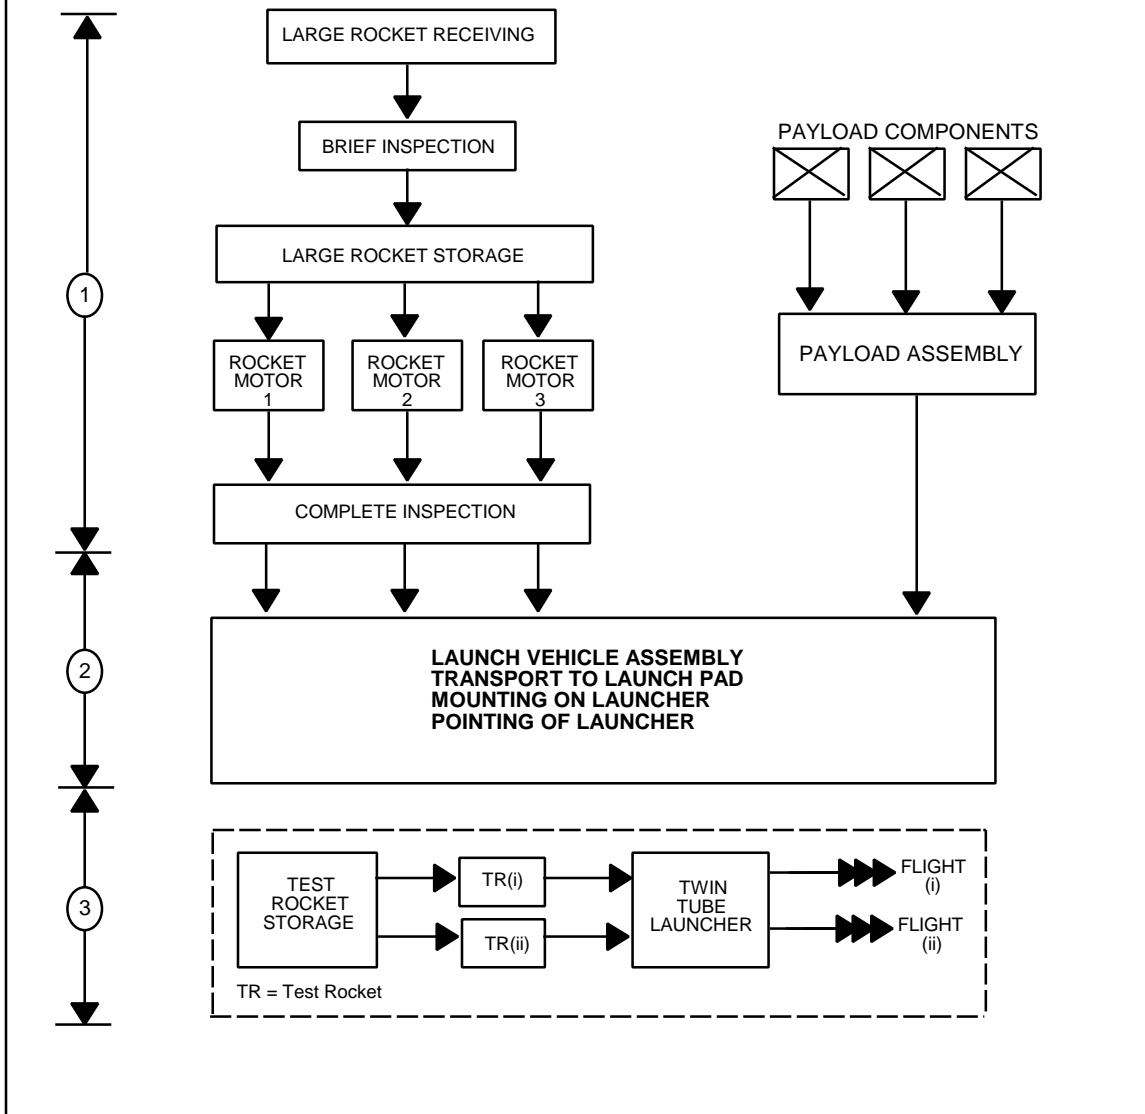 LARGE ROCKET RECEIVING
BRIEF INSPECTION
PAYLOAD COMPONENTS
LARGE ROCKET STORAGE
1
ROCKET
MOTOR
1
ROCKET
MOTOR
2
ROCKET
MOTOR
3
PAYLOAD ASSEMBLY
COMPLETE INSPECTION
2
LAUNCH VEHICLE ASSEMBLY
TRANSPORT TO LAUNCH PAD
MOUNTING ON LAUNCHER
POINTING OF LAUNCHER
3
TEST
ROCKET
STORAGE
TR(i)
TR(ii)
TWIN
TUBE
LAUNCHER
FLIGHT
(i)
FLIGHT
(ii)
TR = Test Rocket